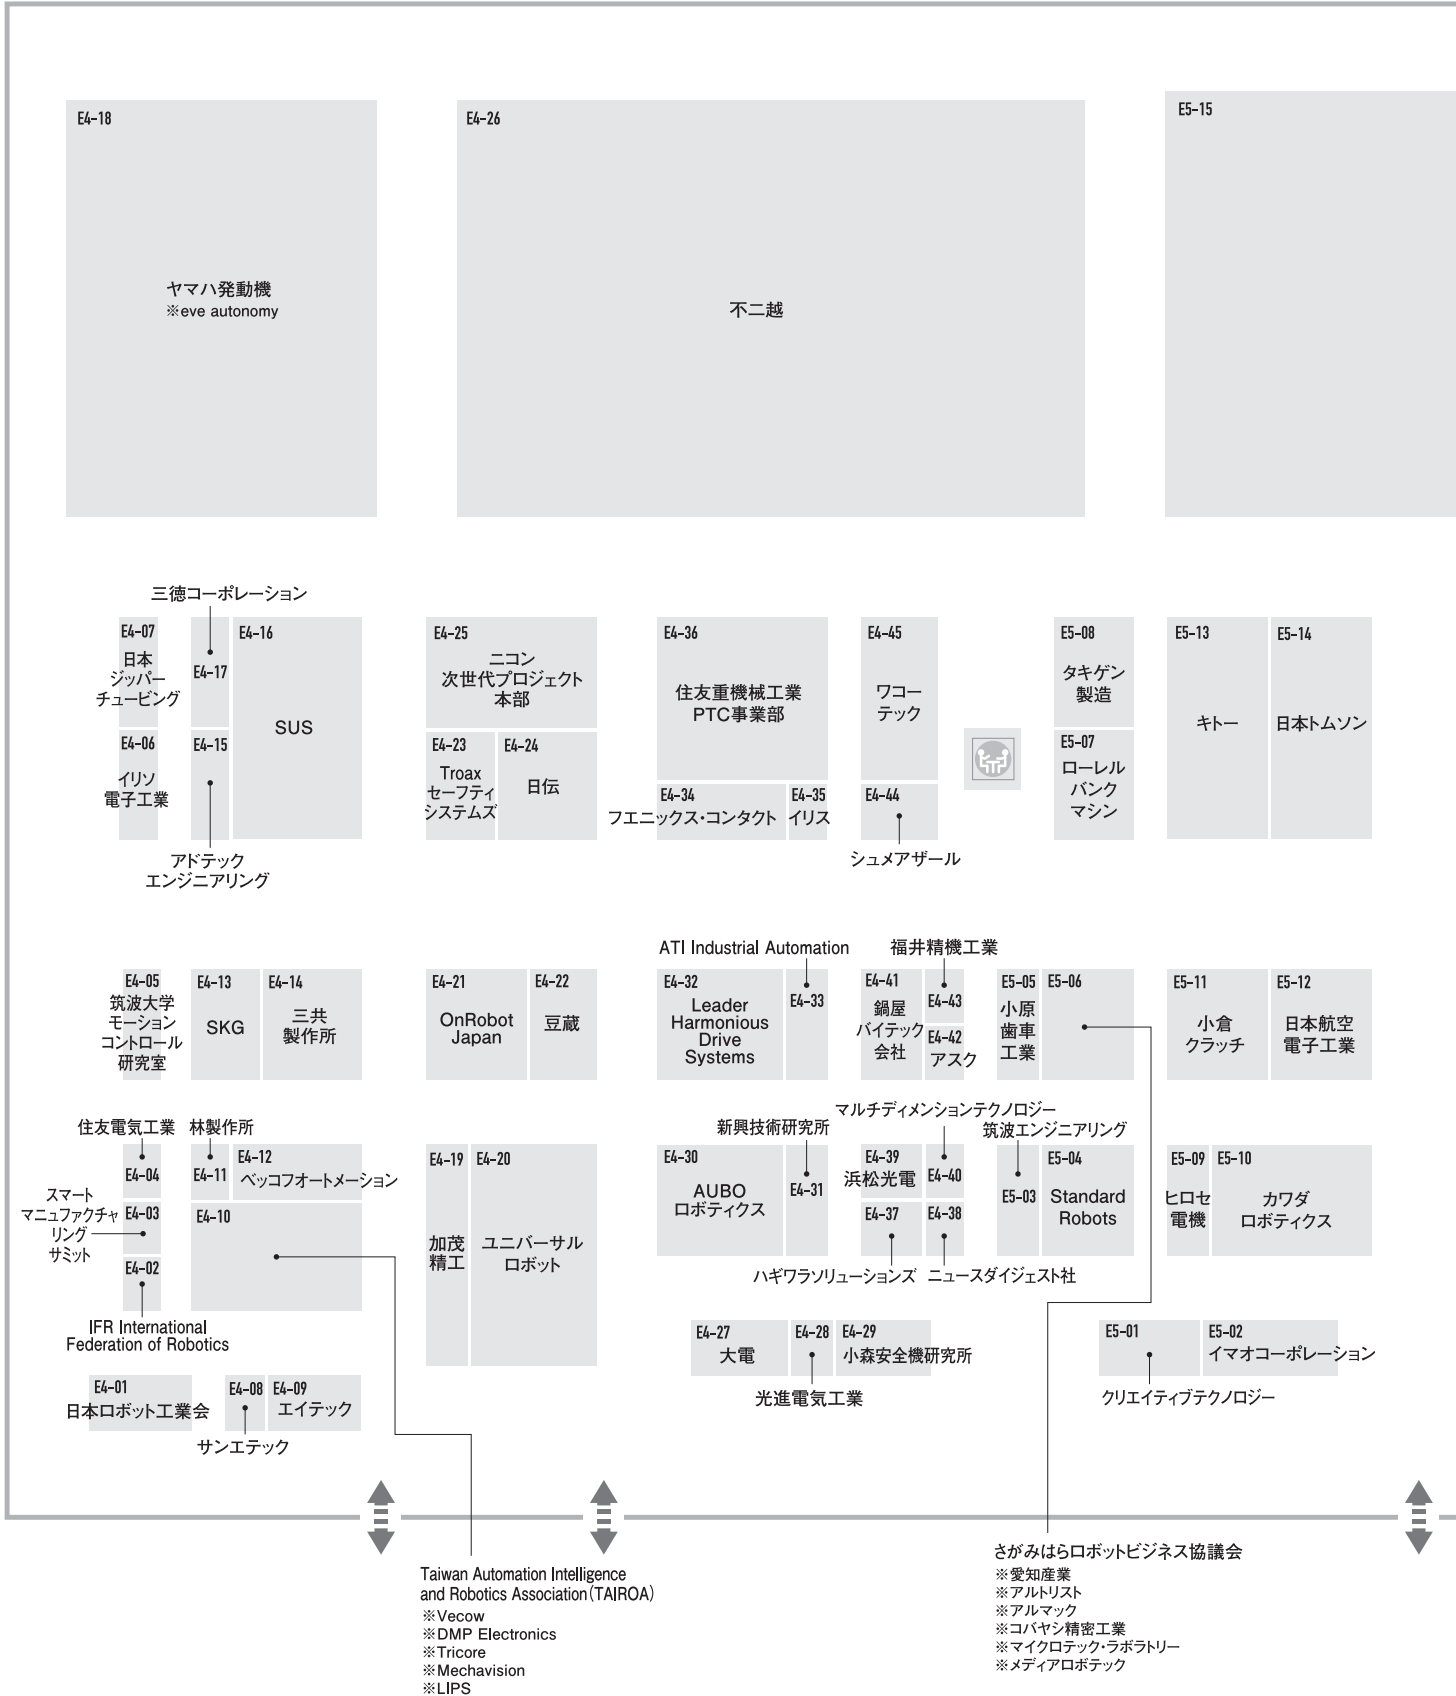 E4-18
ヤマハ発動機
※eve autonomy
E4-26
不二越
E5-15
三徳コーポレーション
E4-07
日本
ジッパー
チュービング
E4-17
E4-16
SUS
E4-06
イリソ
電子工業
E4-15
アドテック
エンジニアリング
E4-25
ニコン
次世代プロジェクト
本部
E4-23
Troax
セーフティ
システムズ
E4-24
日伝
E4-36
住友重機械工業
PTC事業部
E4-34
フエニックス・コンタクト
E4-35
イリス
E4-45
ワコー
テック
E4-44
シュメアザール
E5-08
タキゲン
製造
E5-07
ローレル
バンク
マシン
E5-13
キトー
E5-14
日本トムソン
E4-05
筑波大学
モーション
コントロール
研究室
E4-13
SKG
E4-14
三共
製作所
E4-21
OnRobot
Japan
E4-22
豆蔵
ATI Industrial Automation
E4-32
Leader
Harmonious
Drive
Systems
E4-33
福井精機工業
E4-41
鍋屋
バイテック
会社
E4-43
E4-42
アスク
E5-05
小原
歯車
工業
E5-06
E5-11
小倉
クラッチ
E5-12
日本航空
電子工業
住友電気工業
E4-04
スマート
マニュファクチャ
リング
サミット
E4-03
E4-02
IFR International
Federation of Robotics
林製作所
E4-11
E4-12
ベッコフオートメーション
E4-10
E4-19
加茂
精工
E4-20
ユニバーサル
ロボット
新興技術研究所
E4-30
AUBO
ロボティクス
E4-31
マルチディメンションテクノロジー
E4-39
浜松光電
E4-40
E4-37
E4-38
ハギワラソリューションズ
ニュースダイジェスト社
筑波エンジニアリング
E5-03
E5-04
Standard
Robots
E5-09
ヒロセ
電機
E5-10
カワダ
ロボティクス
E4-27
大電
E4-28
E4-29
小森安全機研究所
光進電気工業
E5-01
E5-02
イマオコーポレーション
クリエイティブテクノロジー
E4-01
日本ロボット工業会
E4-08
E4-09
エイテック
サンエテック
Taiwan Automation Intelligence
and Robotics Association(TAIROA)
※Vecow
※DMP Electronics
※Tricore
※Mechavision
※LIPS
さがみはらロボットビジネス協議会
※愛知産業
※アルトリスト
※アルマック
※コバヤシ精密工業
※マイクロテック・ラボラトリー
※メディアロボテック